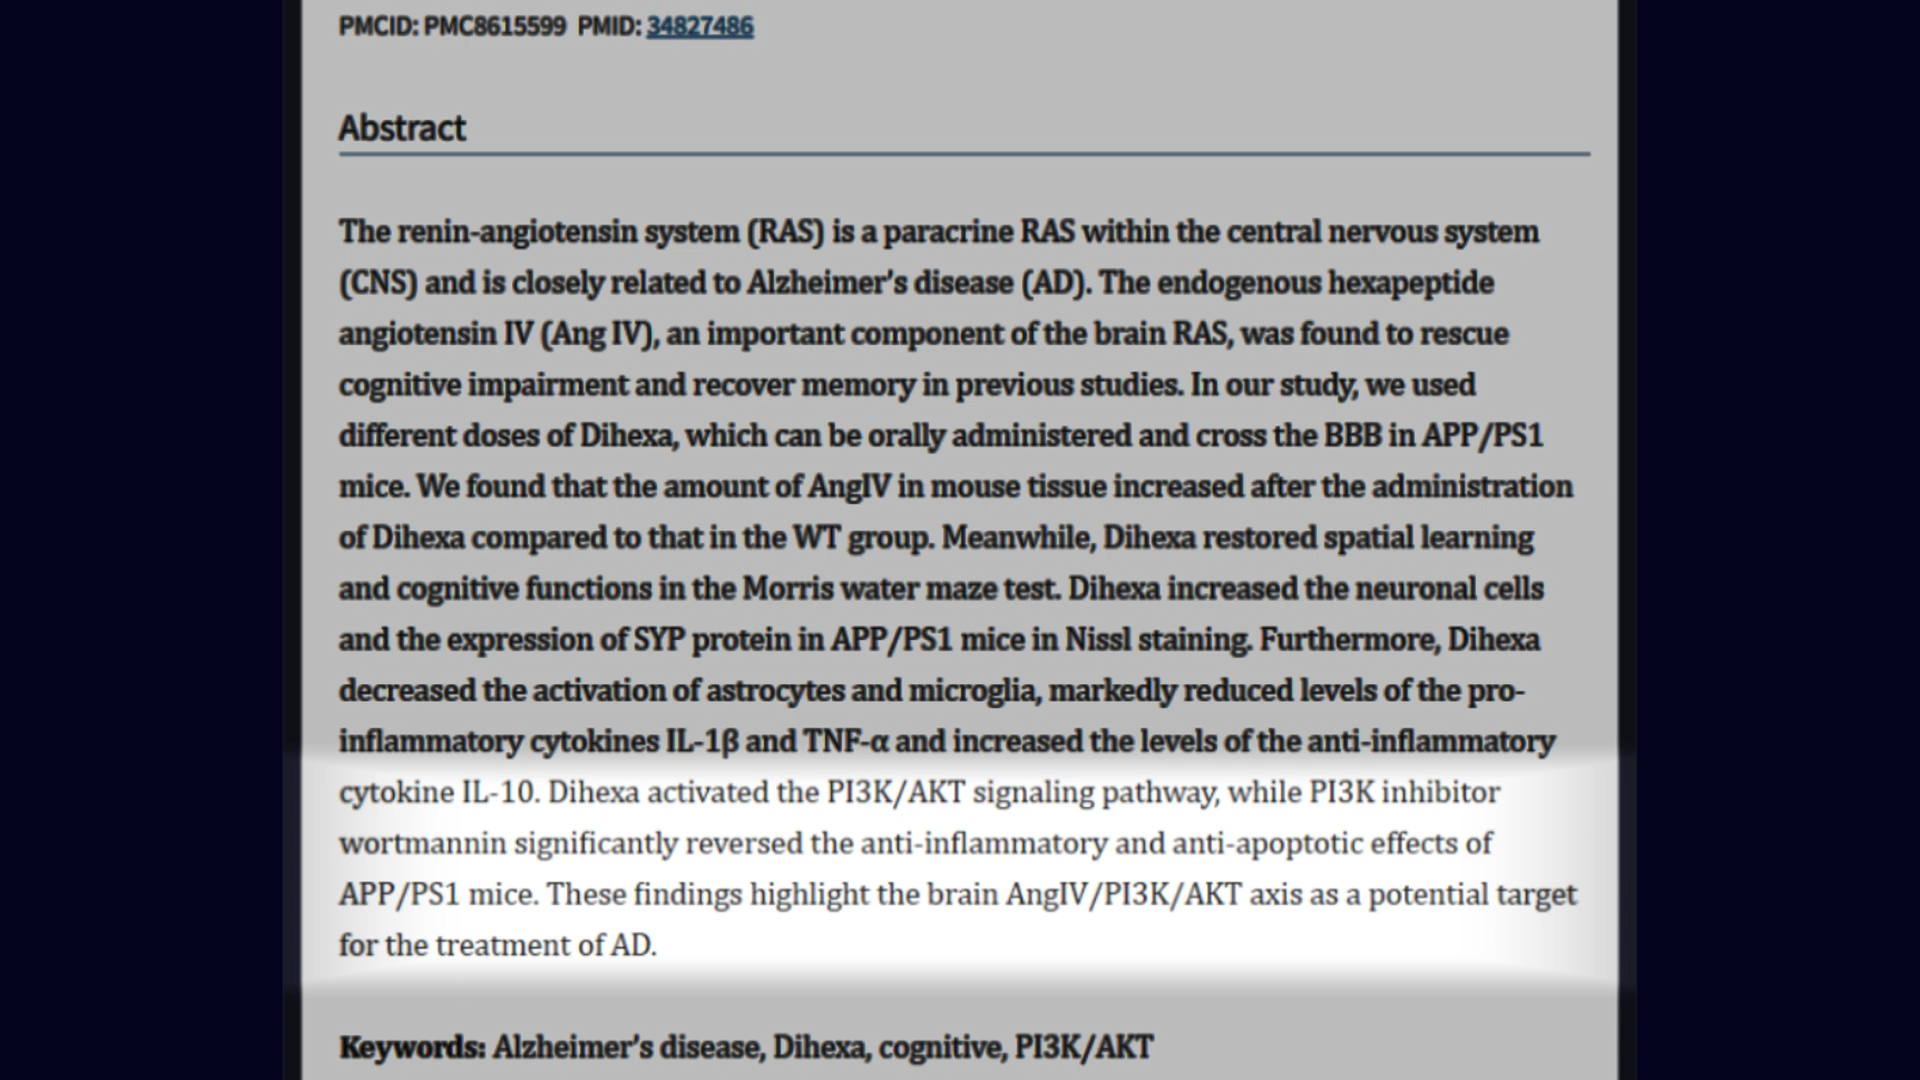 PMCID: PMC8615599 PMID: 34827486
Abstract
The renin-angiotensin system (RAS) is a paracrine RAS within the central nervous system
(CNS) and is closely related to Alzheimer's disease (AD). The endogenous hexapeptide
angiotensin IV (Ang IV), an important component of the brain RAS, was found to rescue
cognitive impairment and recover memory in previous studies. In our study, we used
different doses of Dihexa, which can be orally administered and cross the BBB in APP/PS1
mice. We found that the amount of AngIV in mouse tissue increased after the administration
of Dihexa compared to that in the WT group. Meanwhile, Dihexa restored spatial learning
and cognitive functions in the Morris water maze test. Dihexa increased the neuronal cells
and the expression of SYP protein in APP/PS1 mice in Nissl staining. Furthermore, Dihexa
decreased the activation of astrocytes and microglia, markedly reduced levels of the pro-
inflammatory cytokines IL-1β and TNF-α and increased the levels of the anti-inflammatory
cytokine IL-10. Dihexa activated the PI3K/AKT signaling pathway, while PI3K inhibitor
wortmannin significantly reversed the anti-inflammatory and anti-apoptotic effects of
APP/PS1 mice. These findings highlight the brain AngIV/PI3K/AKT axis as a potential target
for the treatment of AD.
Keywords: Alzheimer's disease, Dihexa, cognitive, PI3K/AKT